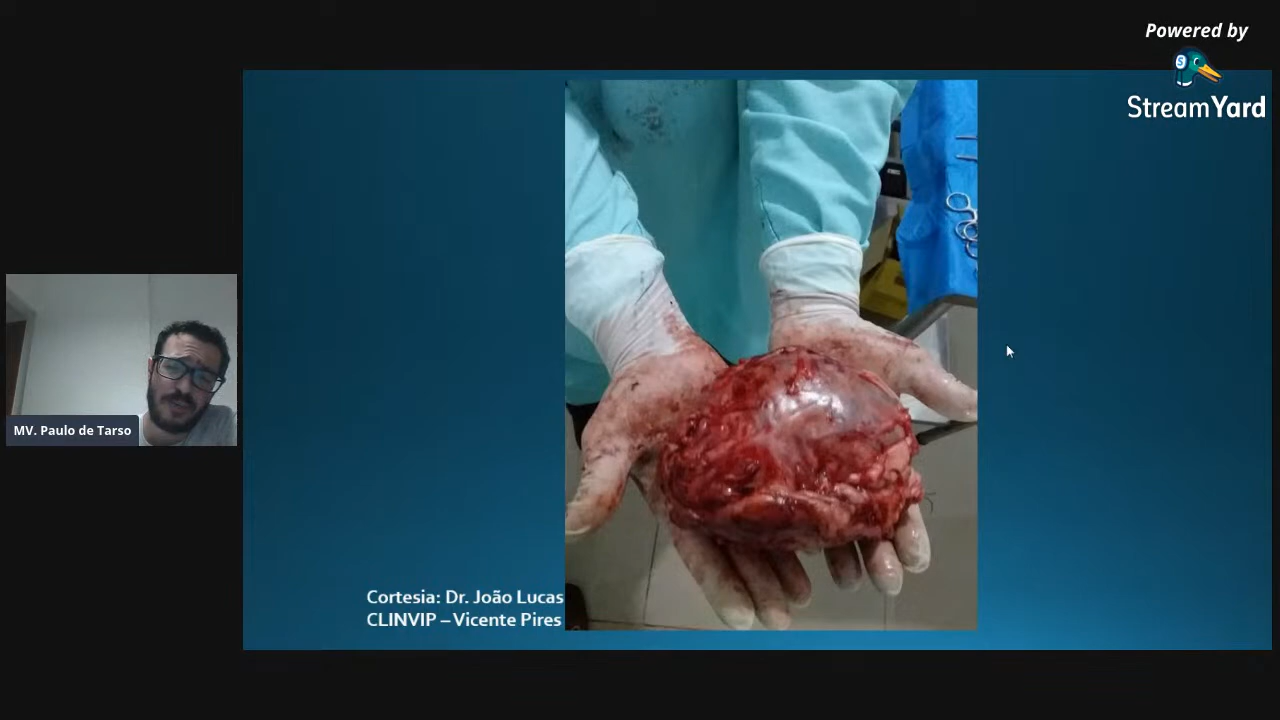 Powered by
StreamYard
MV. Paulo de Tarso
Cortesia: Dr. João Lucas
CLINVIP – Vicente Pires